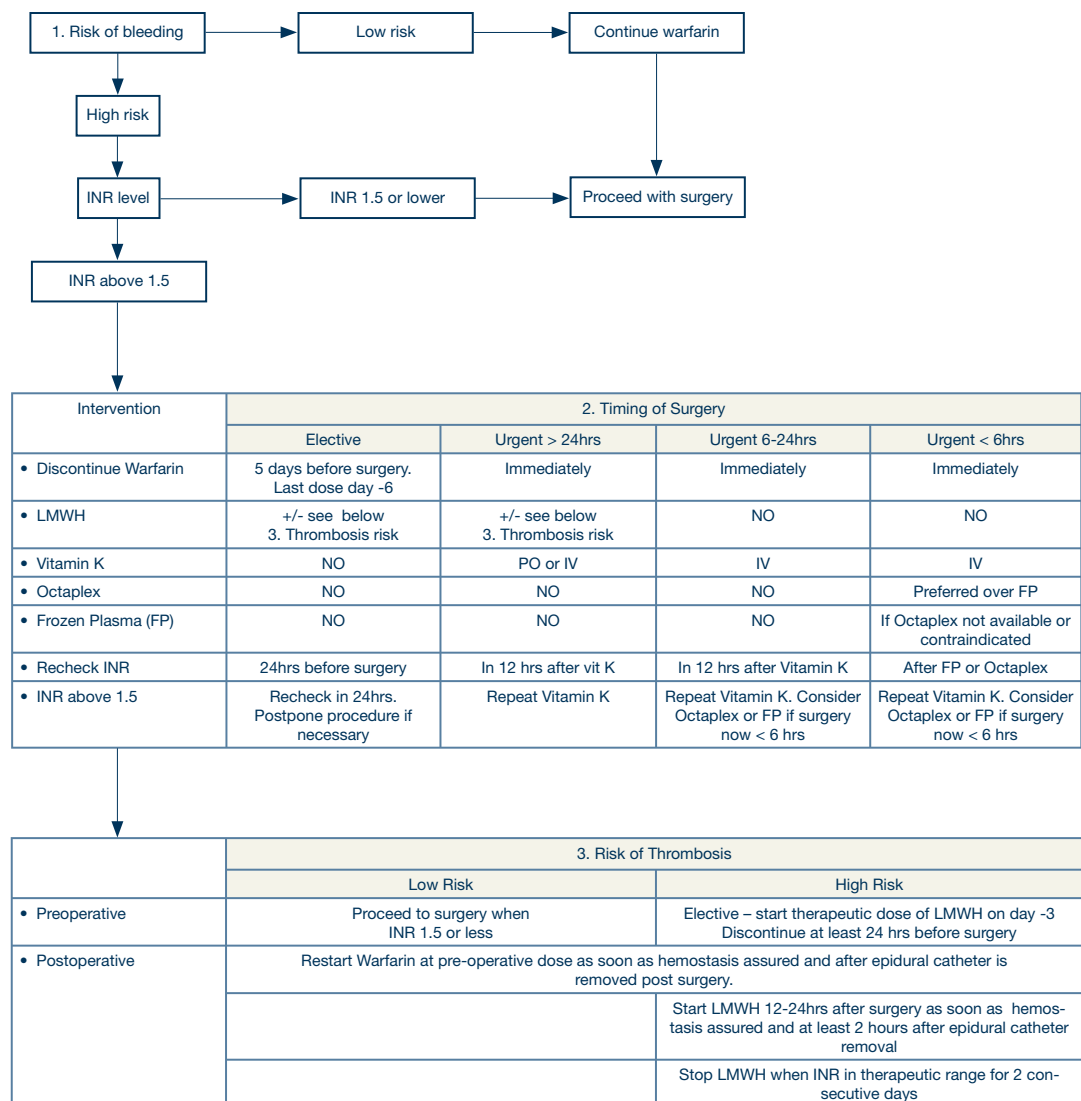 1. Risk of bleeding
Low risk
Continue warfarin
High risk
INR level
INR 1.5 or lower
Proceed with surgery
INR above 1.5
Intervention
2. Timing of Surgery
Elective
Urgent > 24hrs
Urgent 6-24hrs
Urgent < 6hrs
• Discontinue Warfarin
5 days before surgery.
Last dose day -6
Immediately
Immediately
Immediately
• LMWH
+/- see below
3. Thrombosis risk
+/- see below
3. Thrombosis risk
NO
NO
• Vitamin K
NO
PO or IV
IV
IV
• Octaplex
NO
NO
NO
Preferred over FP
• Frozen Plasma (FP)
NO
NO
NO
If Octaplex not available or
contraindicated
• Recheck INR
24hrs before surgery
In 12 hrs after vit K
In 12 hrs after Vitamin K
After FP or Octaplex
• INR above 1.5
Recheck in 24hrs.
Postpone procedure if
necessary
Repeat Vitamin K
Repeat Vitamin K. Consider
Octaplex or FP if surgery
now < 6 hrs
Repeat Vitamin K. Consider
Octaplex or FP if surgery
now < 6 hrs
3. Risk of Thrombosis
Low Risk
High Risk
• Preoperative
Proceed to surgery when
INR 1.5 or less
Elective – start therapeutic dose of LMWH on day -3
Discontinue at least 24 hrs before surgery
• Postoperative
Restart Warfarin at pre-operative dose as soon as hemostasis assured and after epidural catheter is
removed post surgery.
Start LMWH 12-24hrs after surgery as soon as hemos-
tasis assured and at least 2 hours after epidural catheter
removal
Stop LMWH when INR in therapeutic range for 2 con-
secutive days